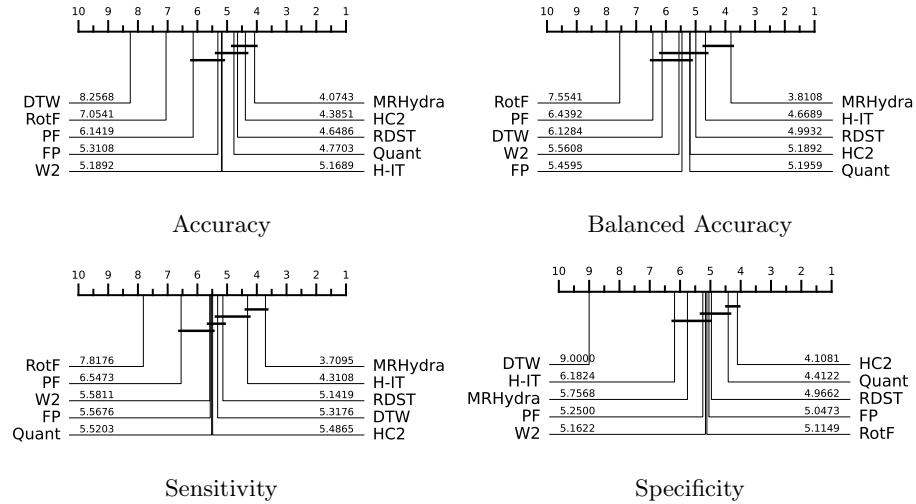 10 9 8 7 6 5 4 3 2 1
DTW 8.2568 4.0743 MRHydra
RotF 7.0541 4.3851 HC2
PF 6.1419 4.6486 RDST
FP 5.3108 4.7703 Quant
W2 5.1892 5.1689 H-IT
Accuracy
10 9 8 7 6 5 4 3 2 1
RotF 7.5541 3.8108 MRHydra
PF 6.4392 4.6689 H-IT
DTW 6.1284 4.9932 RDST
W2 5.5608 5.1892 HC2
FP 5.4595 5.1959 Quant
Balanced Accuracy
10 9 8 7 6 5 4 3 2 1
RotF 7.8176 3.7095 MRHydra
PF 6.5473 4.3108 H-IT
W2 5.5811 5.1419 RDST
FP 5.5676 5.3176 DTW
Quant 5.5203 5.4865 HC2
Sensitivity
10 9 8 7 6 5 4 3 2 1
DTW 9.0000 4.1081 HC2
H-IT 6.1824 4.4122 Quant
MRHydra 5.7568 4.9662 RDST
PF 5.2500 5.0473 FP
W2 5.1622 5.1149 RotF
Specificity